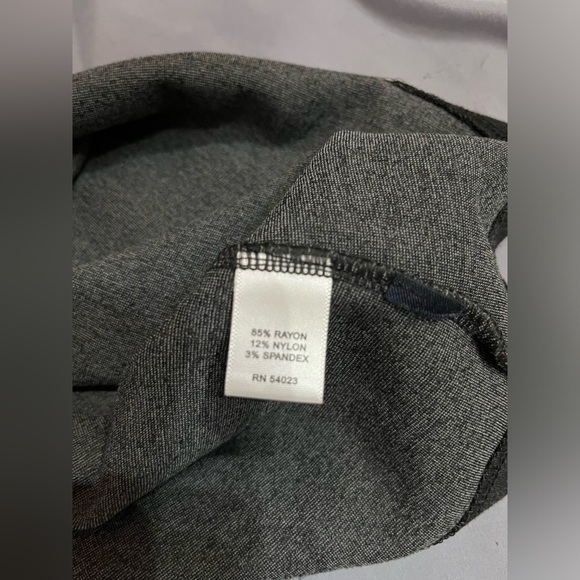 85% RAYON
12% NYLON
3% SPANDEX
RN 54023